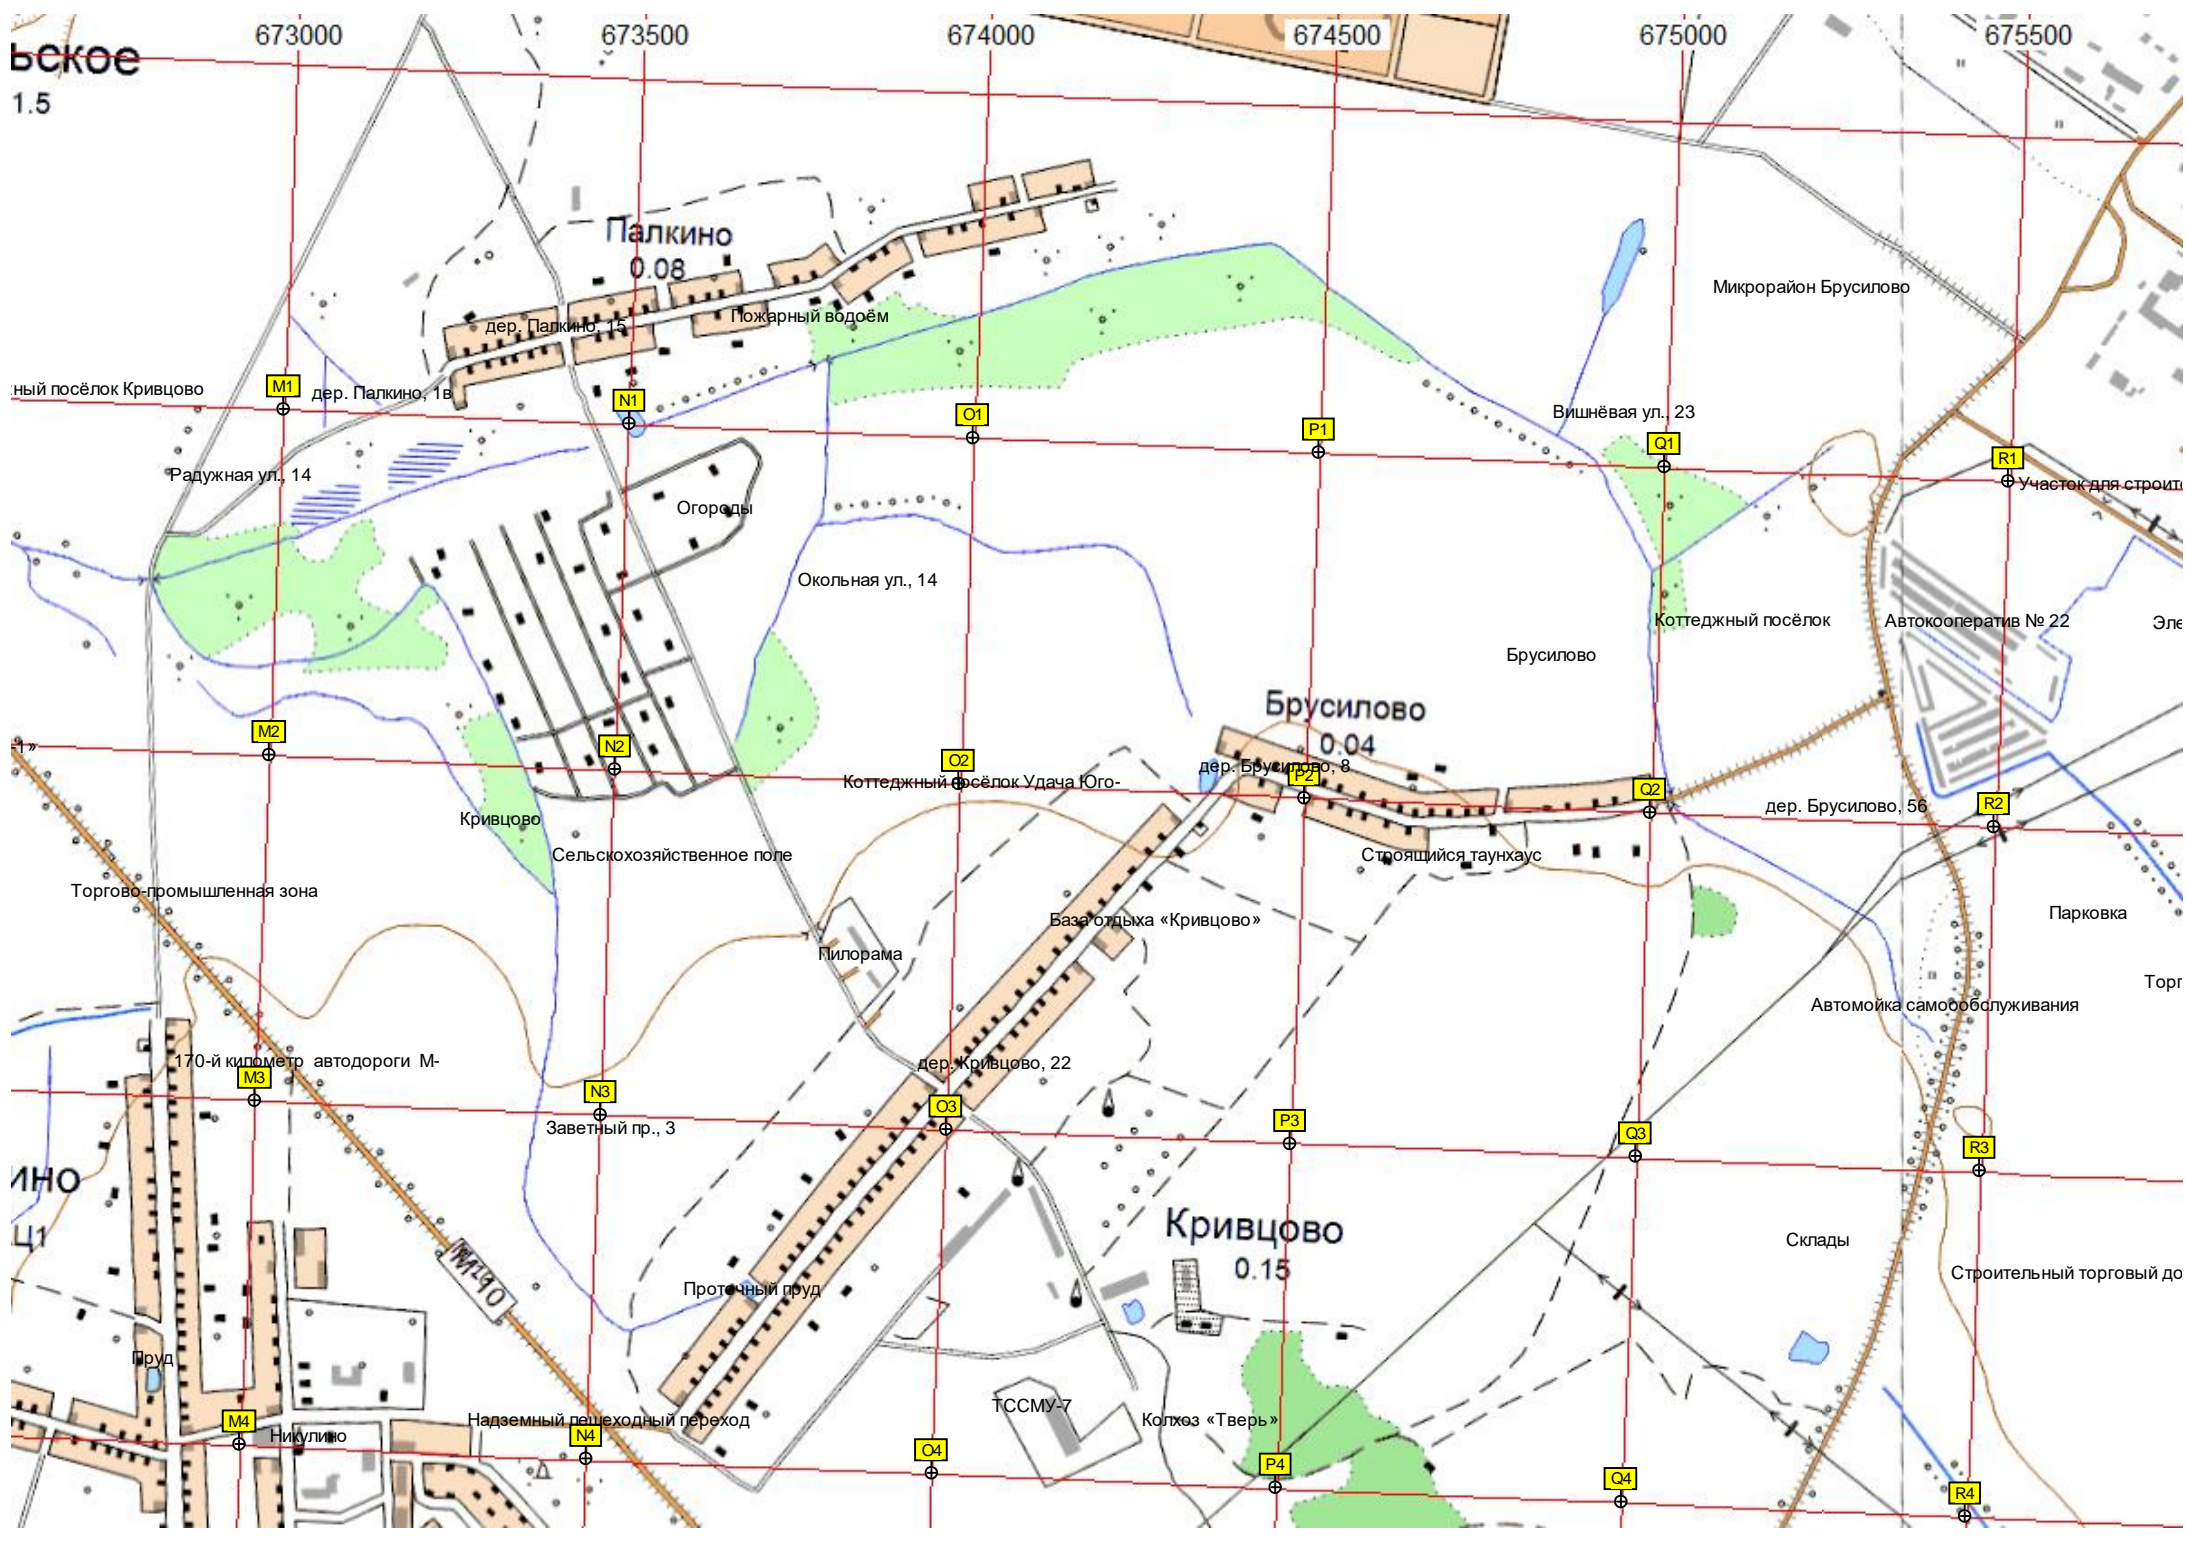 673000 673500 674000 674500 675000 675500
ьское
1.5
Палкино
0.08
Микрорайон Брусилово
дер. Палкино, 15
Пожарный водоём
ный посёлок Кривцово
M1
дер. Палкино, 1в
N1
O1
P1
Вишнёвая ул., 23
Q1
R1
Радужная ул., 14
Участок для строит
Огороды
Окольная ул., 14
Коттеджный посёлок
Автокооператив № 22
Эле
Брусилово
Брусилово
0.04
M2
N2
O2
1»
дер. Брусилово, 8
P2
Коттеджный посёлок Удача Юго-
Q2
дер. Брусилово, 56
R2
Кривцово
Сельскохозяйственное поле
Строящийся таунхаус
Торгово-промышленная зона
База отдыха «Кривцово»
Парковка
Пилорама
Торг
Автомойка самообслуживания
170-й километр автодороги М-
дер. Кривцово, 22
M3
N3
O3
P3
Q3
R3
Заветный пр., 3
ино
Ц1
Кривцово
0.15
Склады
М-10
Строительный торговый до
Проточный пруд
Пруд
ТССМУ-7
Колхоз «Тверь»
Надземный пешеходный переход
M4
Никулино
N4
O4
P4
Q4
R4